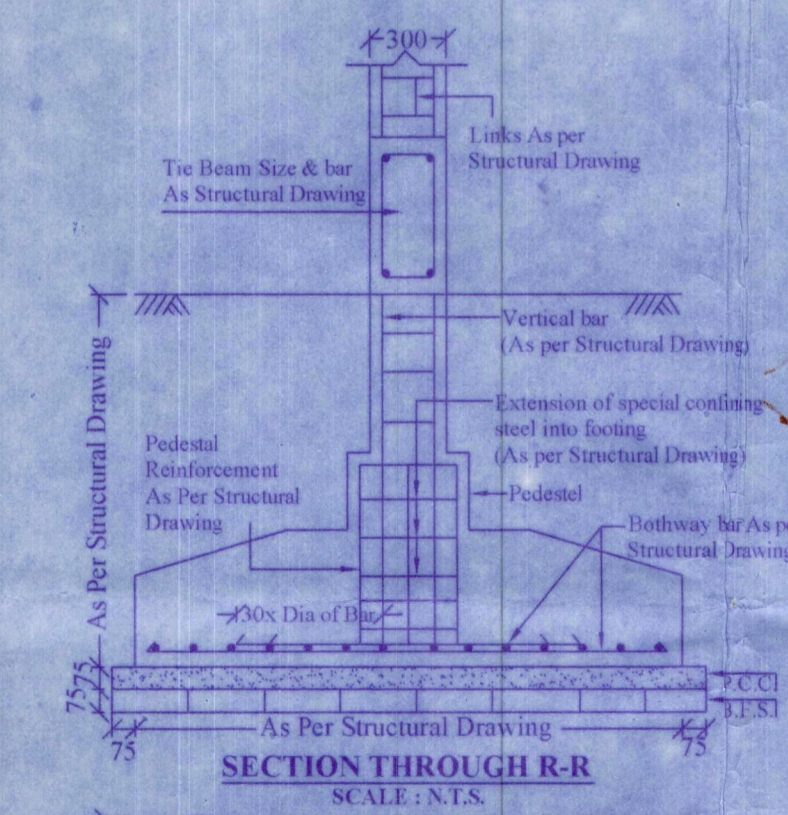 300
Links As per
Structural Drawing
Tie Beam Size & bar
As Structural Drawing
Vertical bar
(As per Structural Drawing)
Extension of special confining
steel into footing
(As per Structural Drawing)
Pedestal
Reinforcement
As Per Structural
Drawing
Pedestel
Bothway bar As pe
Structural Drawing
As Per Structural Drawing
30x Dia of Bar
75
75
P.C.C
B.F.S.
As Per Structural Drawing
75
75
SECTION THROUGH R-R
SCALE : N.T.S.